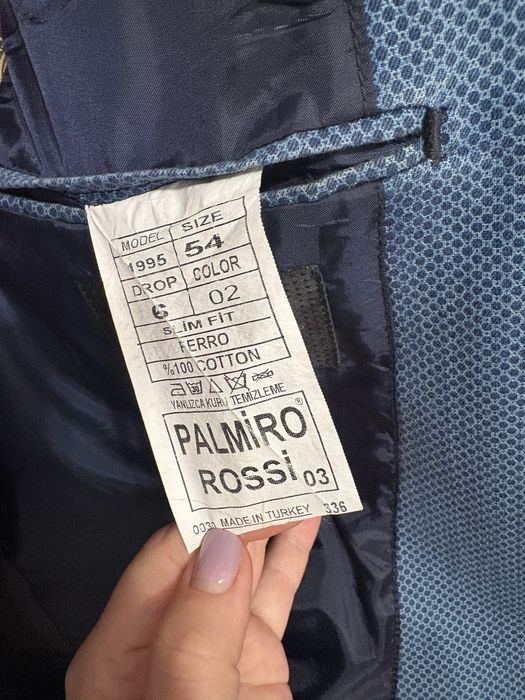 MODEL SIZE
1995 54
DROP COLOR
6 02
SLIM FIT
FERRO
%100 COTTON
YANLIZCA KURU TEMİZLEME
PALMİRO ®
ROSSİ 03
MADE IN TURKEY 336